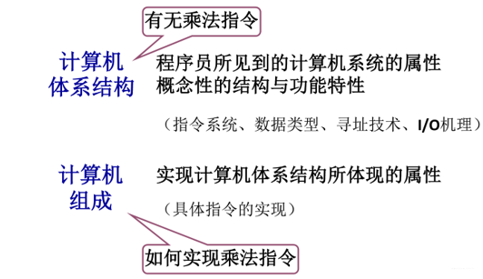 有无乘法指令
计算机
体系结构
程序员所见到的计算机系统的属性
概念性的结构与功能特性
（指令系统、数据类型、寻址技术、I/O机理）
计算机
组成
实现计算机体系结构所体现的属性
（具体指令的实现）
如何实现乘法指令